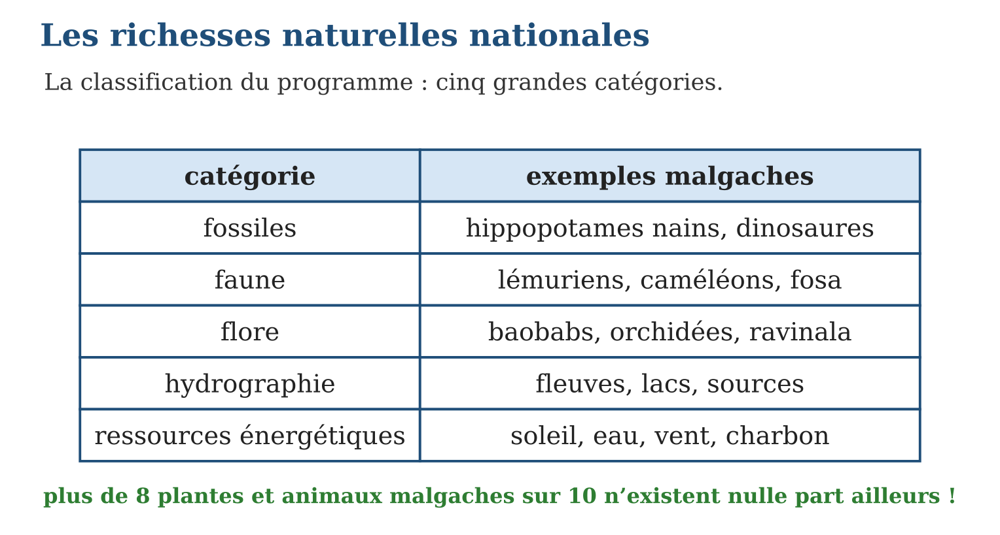 Les richesses naturelles nationales
La classification du programme : cinq grandes catégories.
catégorie exemples malgaches
fossiles hippopotames nains, dinosaures
faune lémuriens, caméléons, fosa
flore baobabs, orchidées, ravinala
hydrographie fleuves, lacs, sources
ressources énergétiques soleil, eau, vent, charbon
plus de 8 plantes et animaux malgaches sur 10 n’existent nulle part ailleurs !